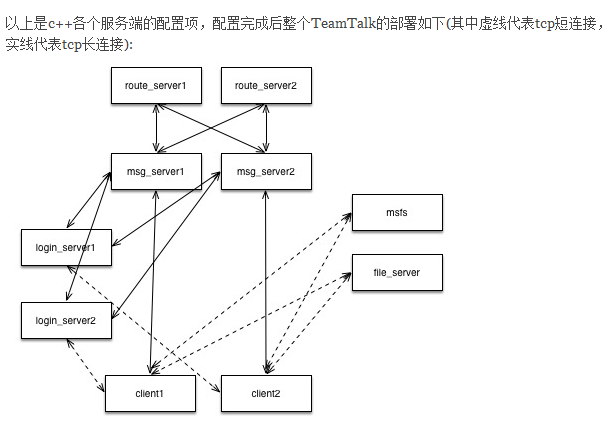 以上是c++各个服务端的配置项，配置完成后整个TeamTalk的部署如下(其中虚线代表tcp短连接，
实线代表tcp长连接):
route_server1
route_server2
msg_server1
msg_server2
msfs
login_server1
file_server
login_server2
client1
client2